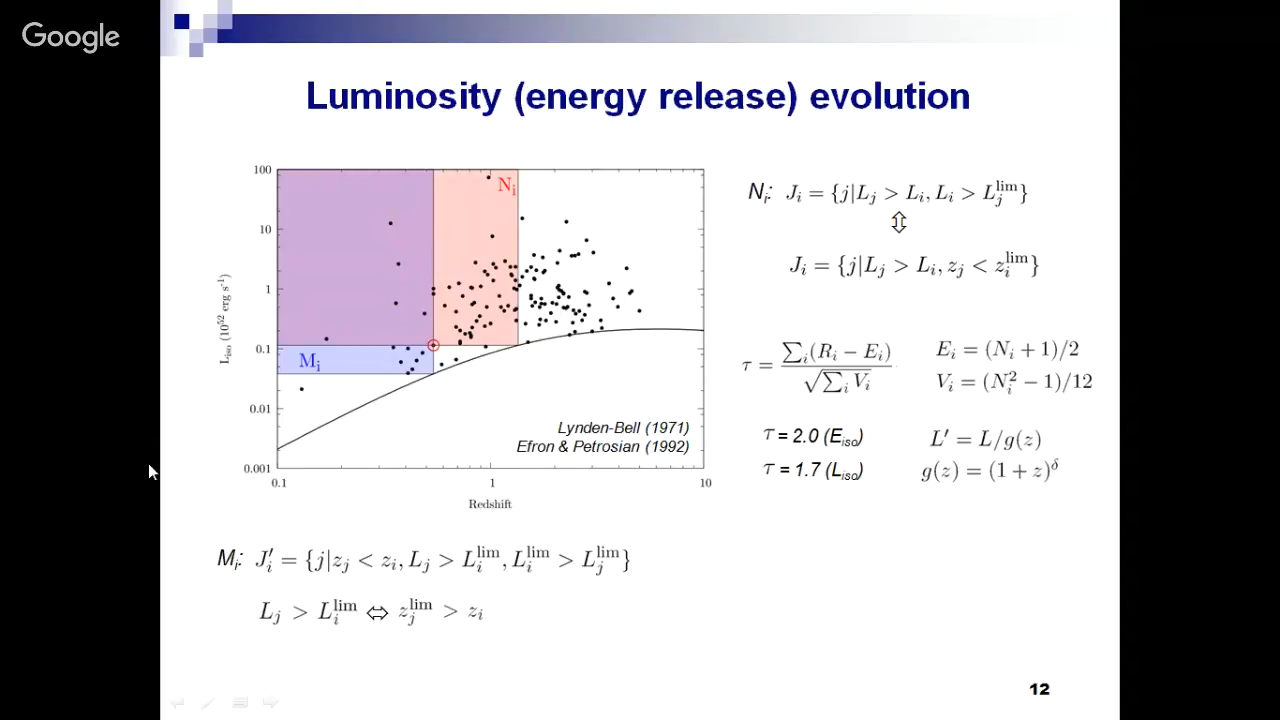 Google
Luminosity (energy release) evolution
100
10
1
0.1
0.01
0.001
L_iso (10^52 erg s^-1)
N_i
M_i
Lynden-Bell (1971)
Efron & Petrosian (1992)
0.1 1 10
Redshift
N_i: J_i = {j|L_j > L_i, L_i > L_j^lim}
⇕
J_i = {j|L_j > L_i, z_j < z_i^lim}
τ = ∑_i(R_i − E_i) / √∑_i V_i
E_i = (N_i + 1)/2
V_i = (N_i^2 − 1)/12
τ = 2.0 (E_iso) L′ = L/g(z)
τ = 1.7 (L_iso) g(z) = (1 + z)^δ
M_i: J′_i = {j|z_j < z_i, L_j > L_i^lim, L_i^lim > L_j^lim}
L_j > L_i^lim ⇔ z_j^lim > z_i
12